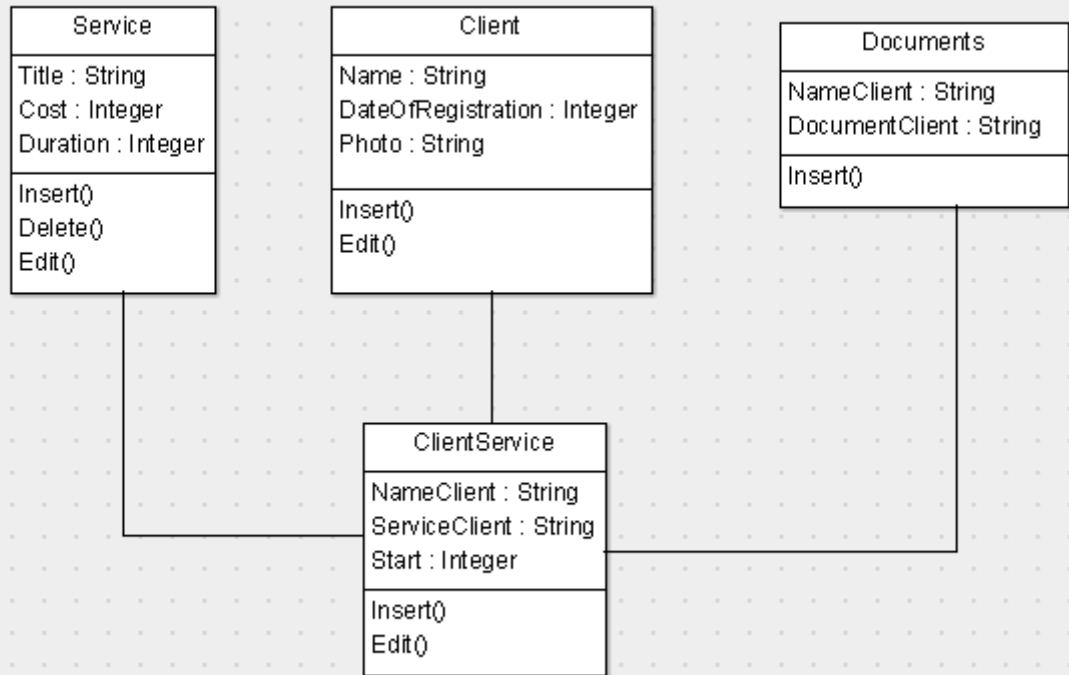 Service
Title : String
Cost : Integer
Duration : Integer
Insert()
Delete()
Edit()
Client
Name : String
DateOfRegistration : Integer
Photo : String
Insert()
Edit()
Documents
NameClient : String
DocumentClient : String
Insert()
ClientService
NameClient : String
ServiceClient : String
Start : Integer
Insert()
Edit()